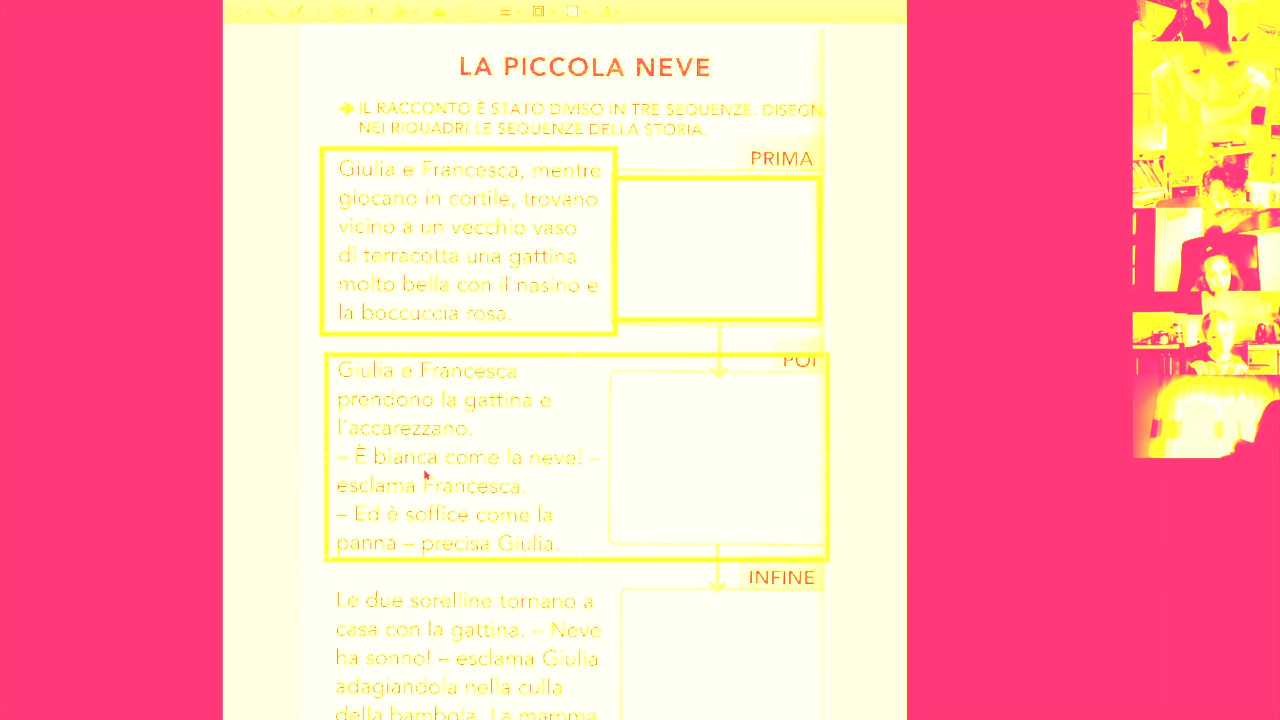 LA PICCOLA NEVE
IL RACCONTO È STATO DIVISO IN TRE SEQUENZE. DISEGN
NEI RIQUADRI LE SEQUENZE DELLA STORIA.
PRIMA
Giulia e Francesca, mentre
giocano in cortile, trovano
vicino a un vecchio vaso
di terracotta una gattina
molto bella con il nasino e
la boccuccia rosa.
POI
Giulia e Francesca
prendono la gattina e
l'accarezzano.
– È bianca come la neve! –
esclama Francesca.
– Ed è soffice come la
panna – precisa Giulia.
INFINE
Le due sorelline tornano a
casa con la gattina. – Neve
ha sonno! – esclama Giulia
adagiandola nella culla
della bambola. La mamma